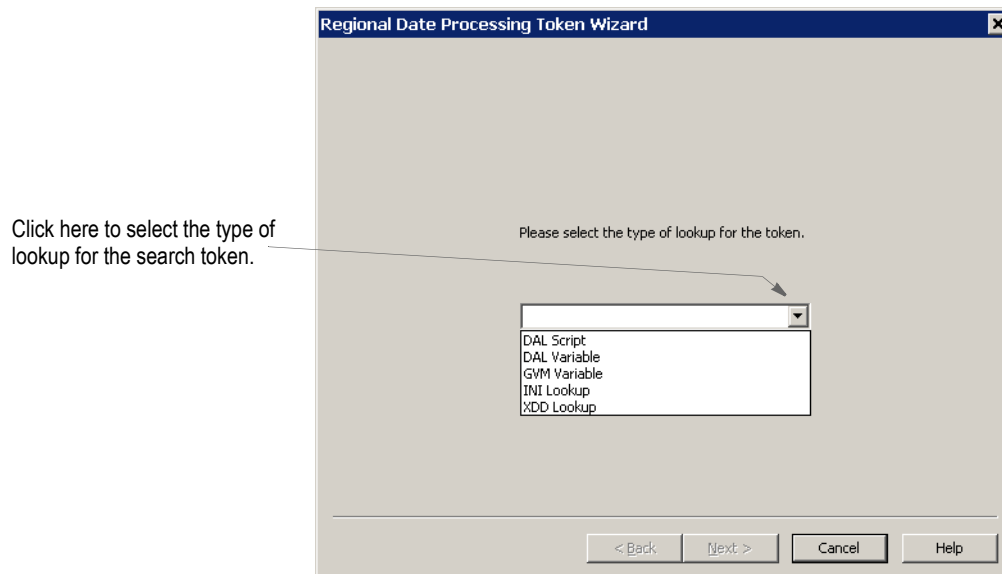 Regional Date Processing Token Wizard
Click here to select the type of
lookup for the search token.
Please select the type of lookup for the token.
DAL Script
DAL Variable
GVM Variable
INI Lookup
XDD Lookup
< Back
Next >
Cancel
Help